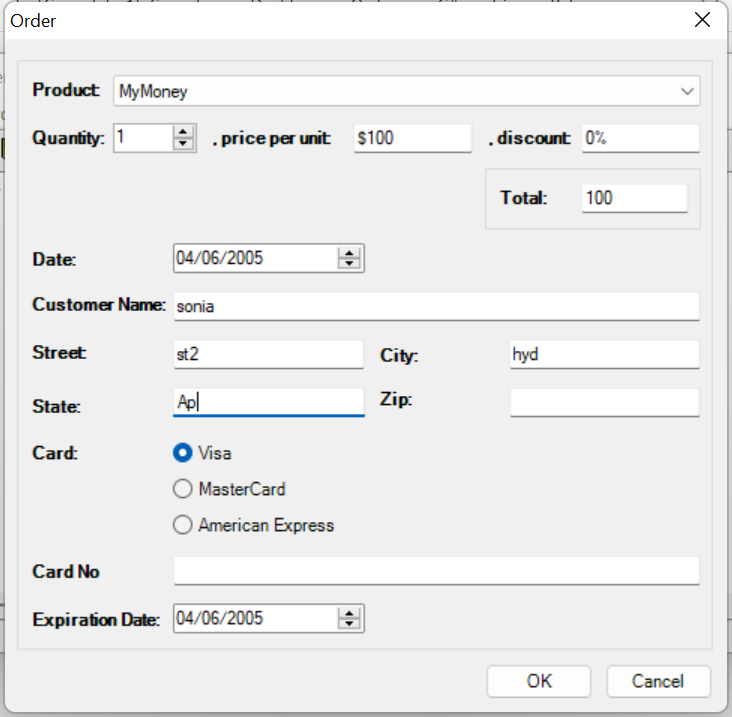 Order
Product: MyMoney
Quantity: 1 . price per unit: $100 . discount: 0%
Total: 100
Date: 04/06/2005
Customer Name: sonia
Street: st2 City: hyd
State: Ap Zip:
Card: Visa
MasterCard
American Express
Card No
Expiration Date: 04/06/2005
OK Cancel